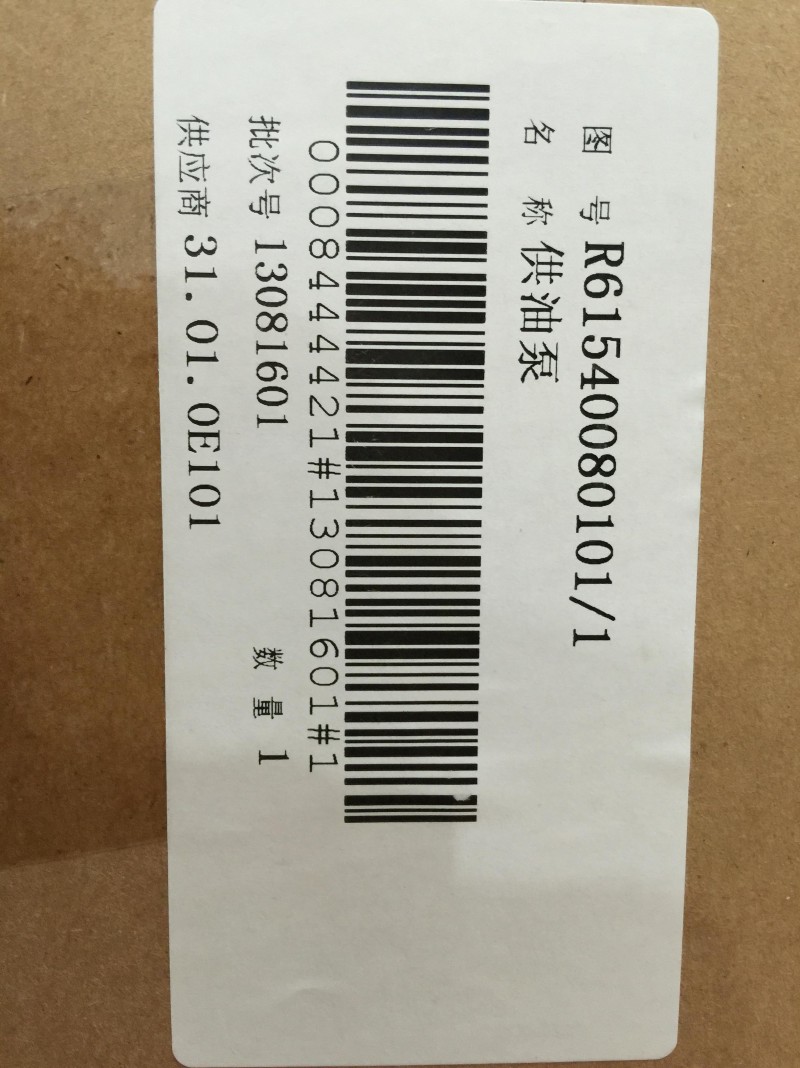 图 号 R61540080101/1
名 称 供油泵
0008444421#13081601#1
批次号 13081601 数 量 1
供应商 31.01.0E101